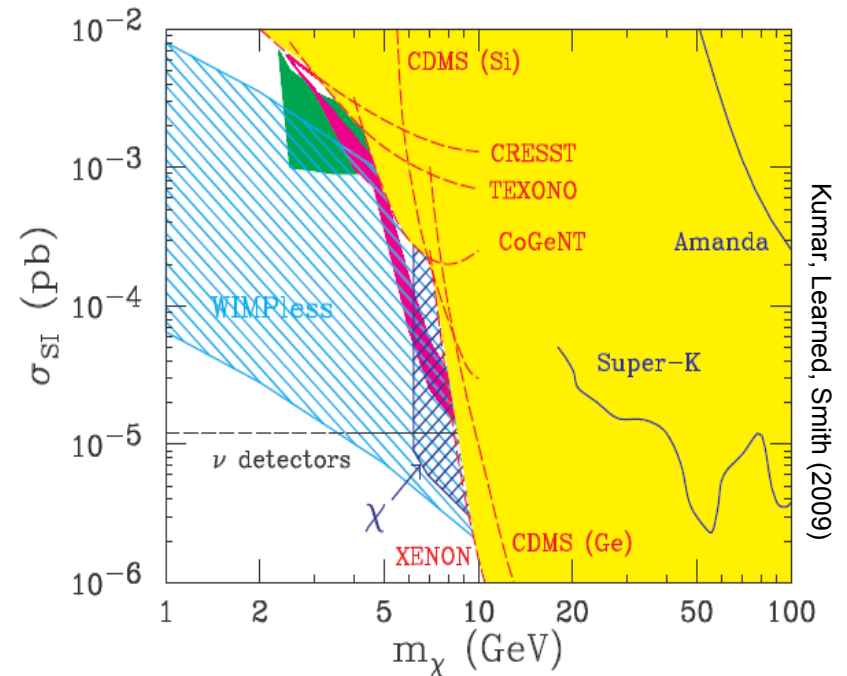 10⁻²
10⁻³
10⁻⁴
10⁻⁵
10⁻⁶
σ_SI (pb)
CDMS (Si)
CRESST
TEXONO
CoGeNT
Amanda
WIMPless
Super-K
ν detectors
χ
XENON
CDMS (Ge)
1 2 5 10 20 50 100
m_χ (GeV)
Kumar, Learned, Smith (2009)